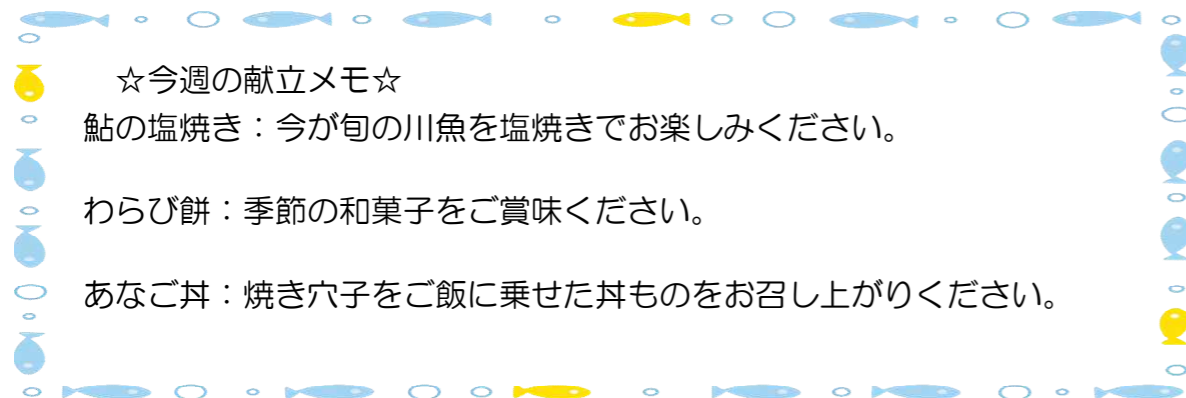 ☆今週の献立メモ☆
鮎の塩焼き：今が旬の川魚を塩焼きでお楽しみください。
わらび餅：季節の和菓子をご賞味ください。
あなご丼：焼き穴子をご飯に乗せた丼ものをお召し上がりください。